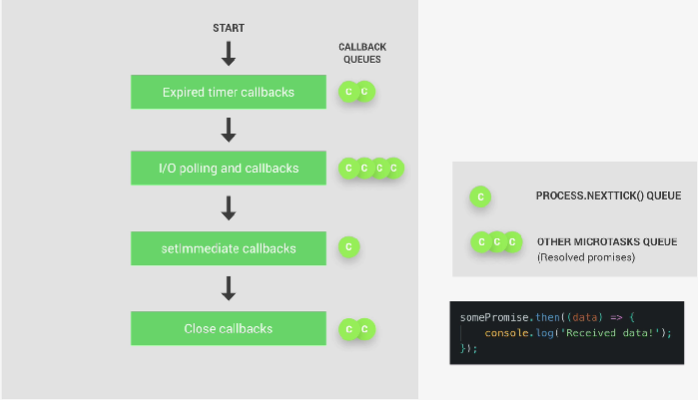 START
CALLBACK
QUEUES
Expired timer callbacks
C C
I/O polling and callbacks
C C C C
setImmediate callbacks
C
Close callbacks
C C
C
PROCESS.NEXTTICK() QUEUE
C C C
OTHER MICROTASKS QUEUE
(Resolved promises)
somePromise.then((data) => {
console.log('Received data!');
});